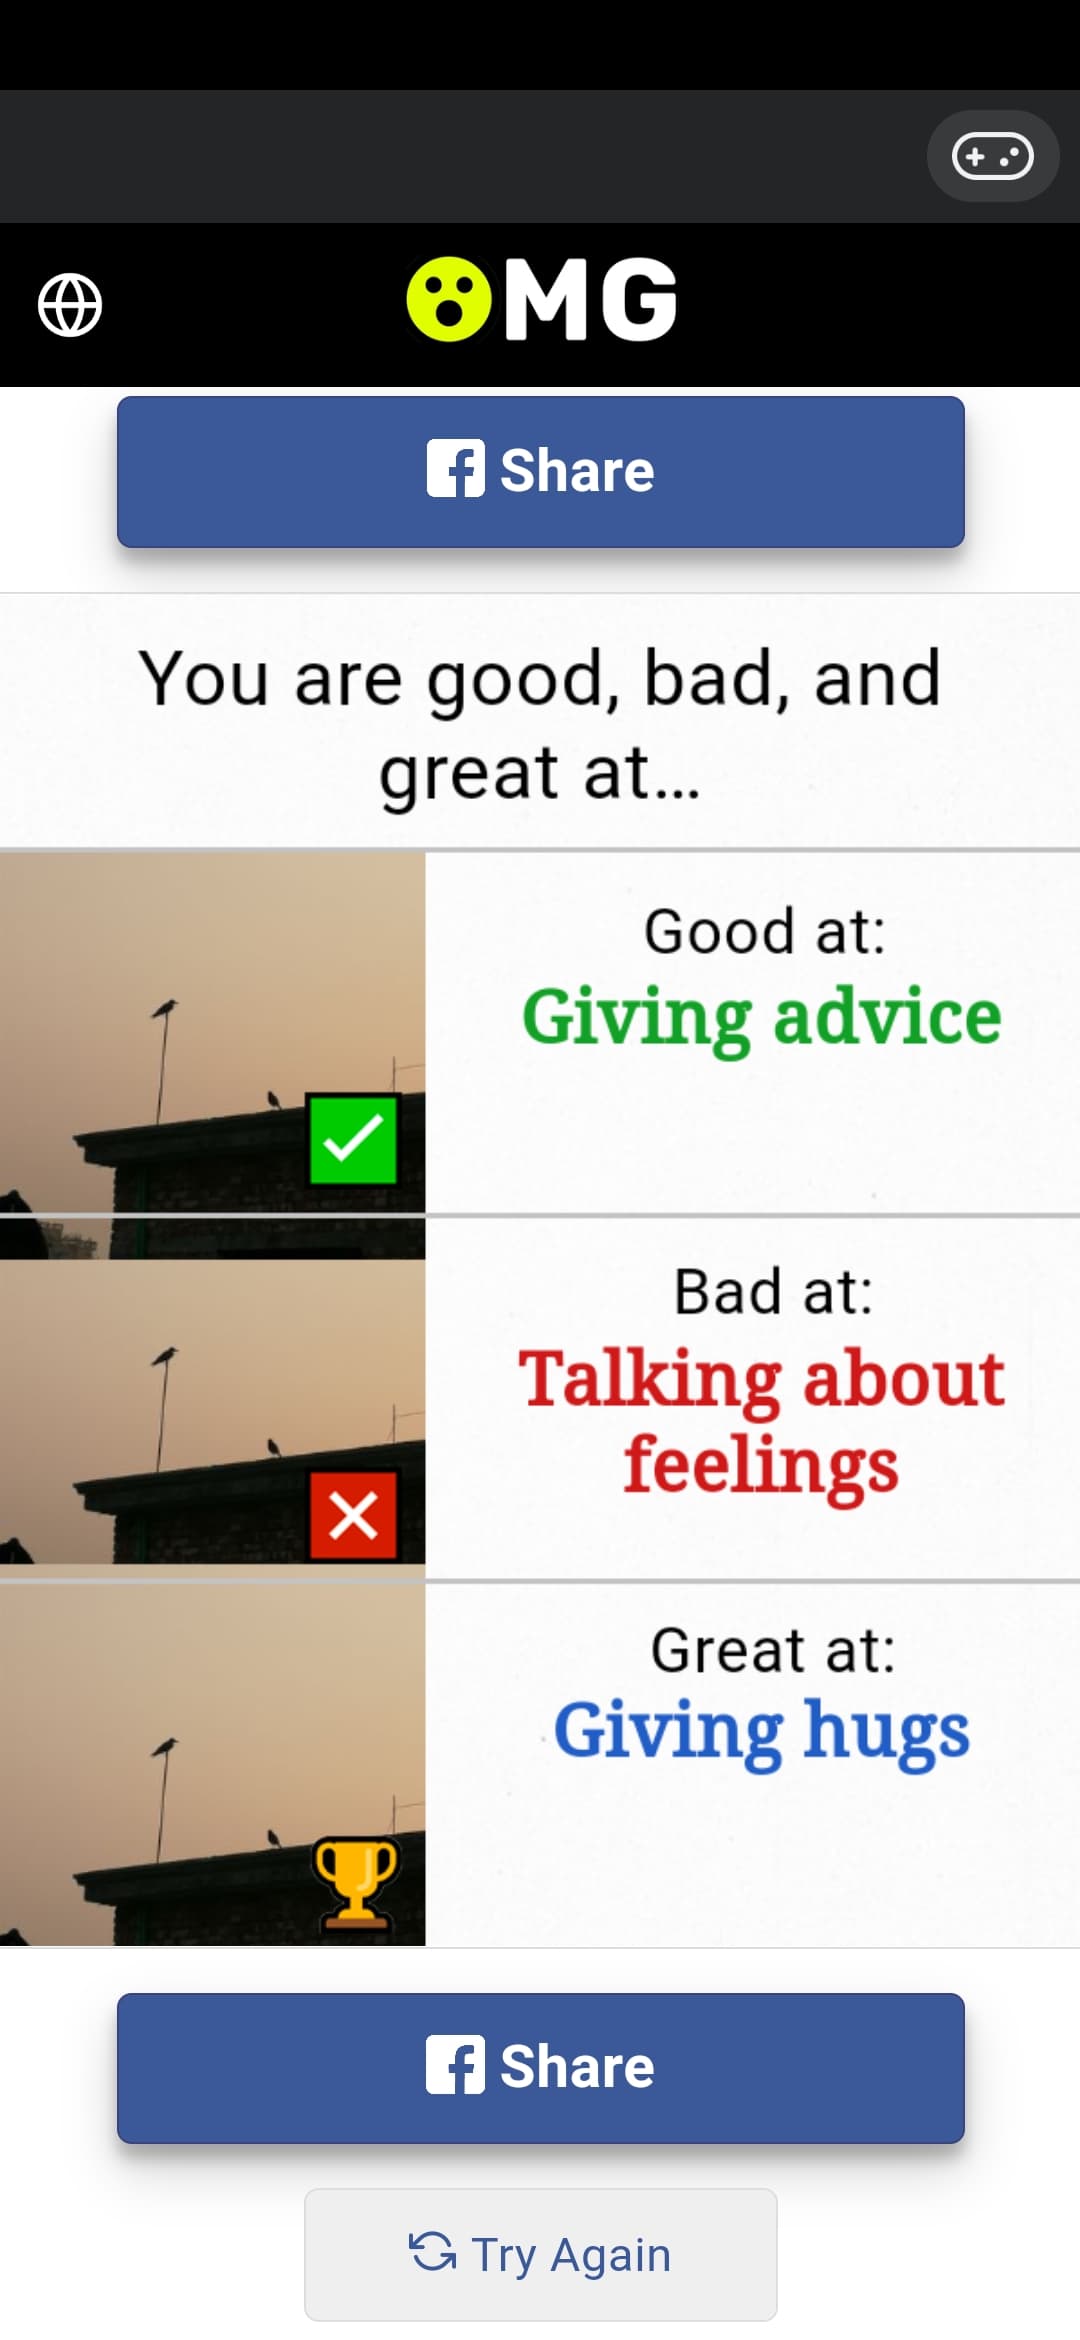 OMG
Share
You are good, bad, and
great at...
Good at:
Giving advice
Bad at:
Talking about
feelings
Great at:
Giving hugs
Share
Try Again